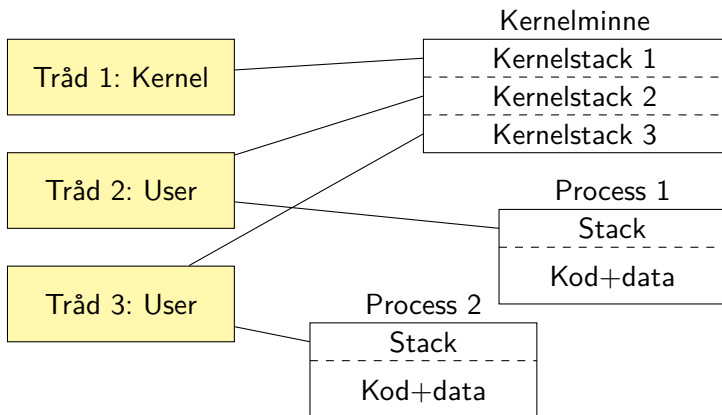 Kernelminne
Tråd 1: Kernel
Kernelstack 1
Kernelstack 2
Kernelstack 3
Tråd 2: User
Process 1
Stack
Kod+data
Tråd 3: User
Process 2
Stack
Kod+data